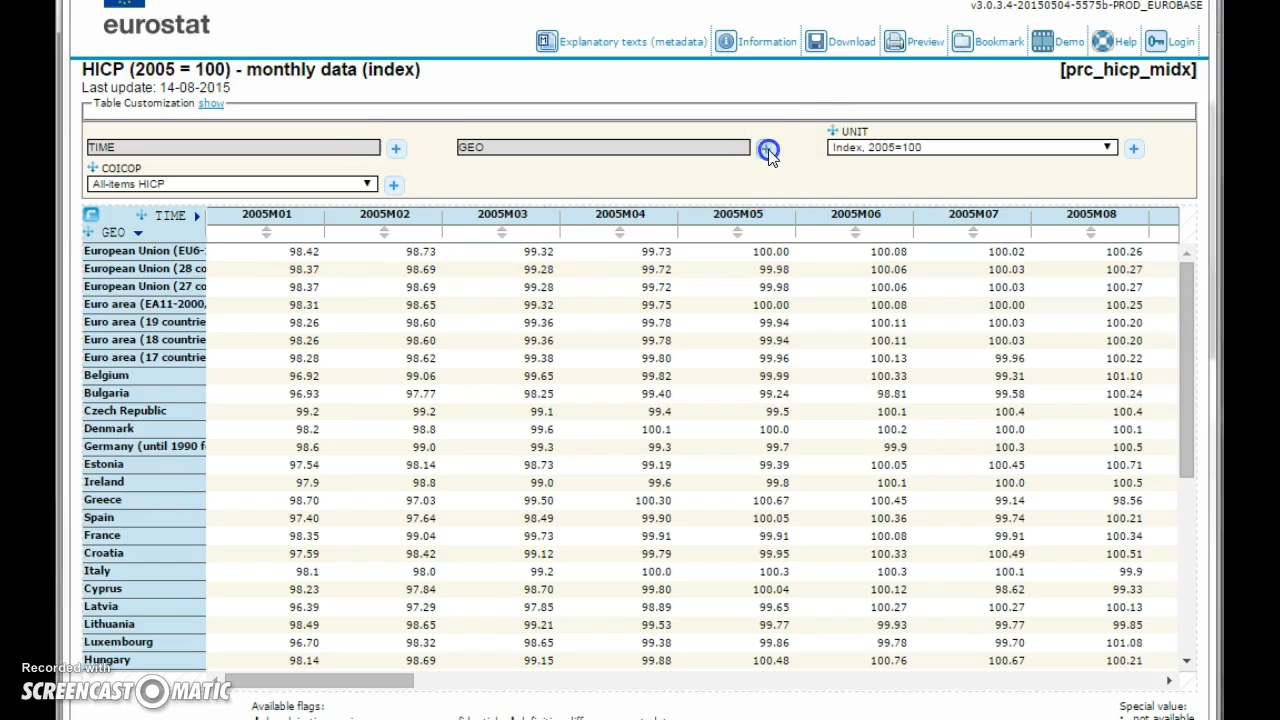 v3.0.3.4-20150504-5575b-PROD_EUROBASE
eurostat
Explanatory texts (metadata) Information Download Preview Bookmark Demo Help Login
HICP (2005 = 100) - monthly data (index) [prc_hicp_midx]
Last update: 14-08-2015
Table Customization show
UNIT
TIME GEO Index, 2005=100
COICOP
All-items HICP
TIME 2005M01 2005M02 2005M03 2005M04 2005M05 2005M06 2005M07 2005M08
GEO
European Union (EU6- 98.42 98.73 99.32 99.73 100.00 100.08 100.02 100.26
European Union (28 co 98.37 98.69 99.28 99.72 99.98 100.06 100.03 100.27
European Union (27 co 98.37 98.69 99.28 99.72 99.98 100.06 100.03 100.27
Euro area (EA11-2000, 98.31 98.65 99.32 99.75 100.00 100.08 100.00 100.25
Euro area (19 countrie 98.26 98.60 99.36 99.78 99.94 100.11 100.03 100.20
Euro area (18 countrie 98.26 98.60 99.36 99.78 99.94 100.11 100.03 100.20
Euro area (17 countrie 98.28 98.62 99.38 99.80 99.96 100.13 99.96 100.22
Belgium 96.92 99.06 99.65 99.82 99.99 100.33 99.31 101.10
Bulgaria 96.93 97.77 98.25 99.40 99.24 98.81 99.58 100.24
Czech Republic 99.2 99.2 99.1 99.4 99.5 100.1 100.4 100.4
Denmark 98.2 98.8 99.6 100.1 100.0 100.2 100.0 100.1
Germany (until 1990 f 98.6 99.0 99.3 99.3 99.7 99.9 100.3 100.5
Estonia 97.54 98.14 98.73 99.19 99.39 100.05 100.45 100.71
Ireland 97.9 98.8 99.0 99.6 99.8 100.1 100.0 100.5
Greece 98.70 97.03 99.50 100.30 100.67 100.45 99.14 98.56
Spain 97.40 97.64 98.49 99.90 100.05 100.36 99.74 100.21
France 98.35 99.04 99.73 99.91 99.91 100.08 99.91 100.34
Croatia 97.59 98.42 99.12 99.79 99.95 100.33 100.49 100.51
Italy 98.1 98.0 99.2 100.0 100.3 100.3 100.1 99.9
Cyprus 98.23 97.84 98.70 99.80 100.04 100.12 98.62 99.33
Latvia 96.39 97.29 97.85 98.89 99.65 100.27 100.27 100.13
Lithuania 98.49 98.65 99.21 99.53 99.77 99.93 99.77 99.85
Luxembourg 96.70 98.32 98.65 99.38 99.86 99.78 99.70 101.08
Hungary 98.14 98.69 99.15 99.88 100.48 100.76 100.67 100.21
Recorded with
SCREENCAST-O-MATIC
Available flags: Special value:
not available